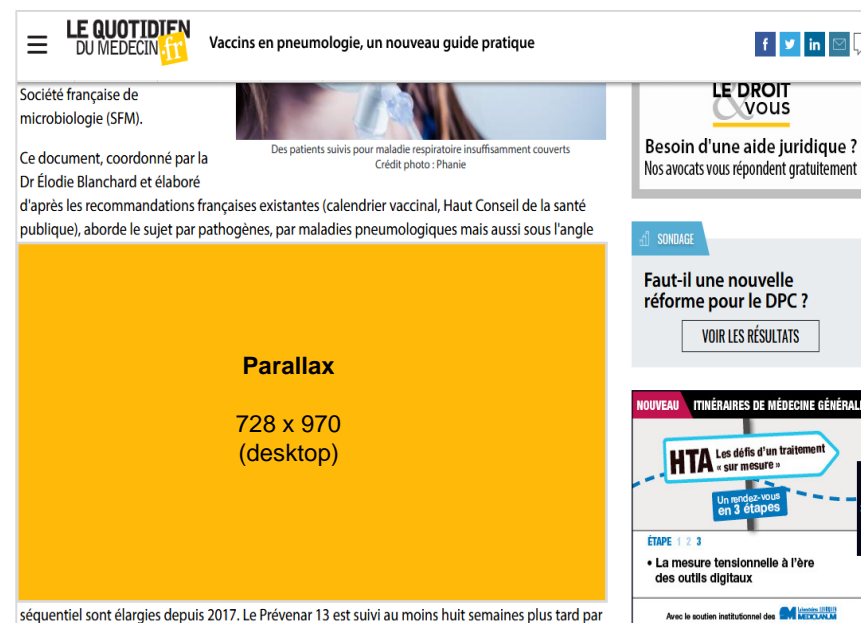 LE QUOTIDIEN
DU MEDECIN.fr
Vaccins en pneumologie, un nouveau guide pratique
f
in
Société française de
microbiologie (SFM).
Des patients suivis pour maladie respiratoire insuffisamment couverts
Crédit photo : Phanie
Ce document, coordonné par la
Dr Élodie Blanchard et élaboré
d'après les recommandations françaises existantes (calendrier vaccinal, Haut Conseil de la santé
publique), aborde le sujet par pathogènes, par maladies pneumologiques mais aussi sous l'angle
Parallax
728 x 970
(desktop)
séquentiel sont élargies depuis 2017. Le Prévenar 13 est suivi au moins huit semaines plus tard par
LE DROIT
& VOUS
Besoin d'une aide juridique ?
Nos avocats vous répondent gratuitement
SONDAGE
Faut-il une nouvelle
réforme pour le DPC ?
VOIR LES RÉSULTATS
NOUVEAU ITINÉRAIRES DE MÉDECINE GÉNÉRAL
HTA Les défis d'un traitement
« sur mesure »
Un rendez-vous
en 3 étapes
ÉTAPE 1 2 3
• La mesure tensionnelle à l'ère
des outils digitaux
Avec le soutien institutionnel des
MEDIOLANUM